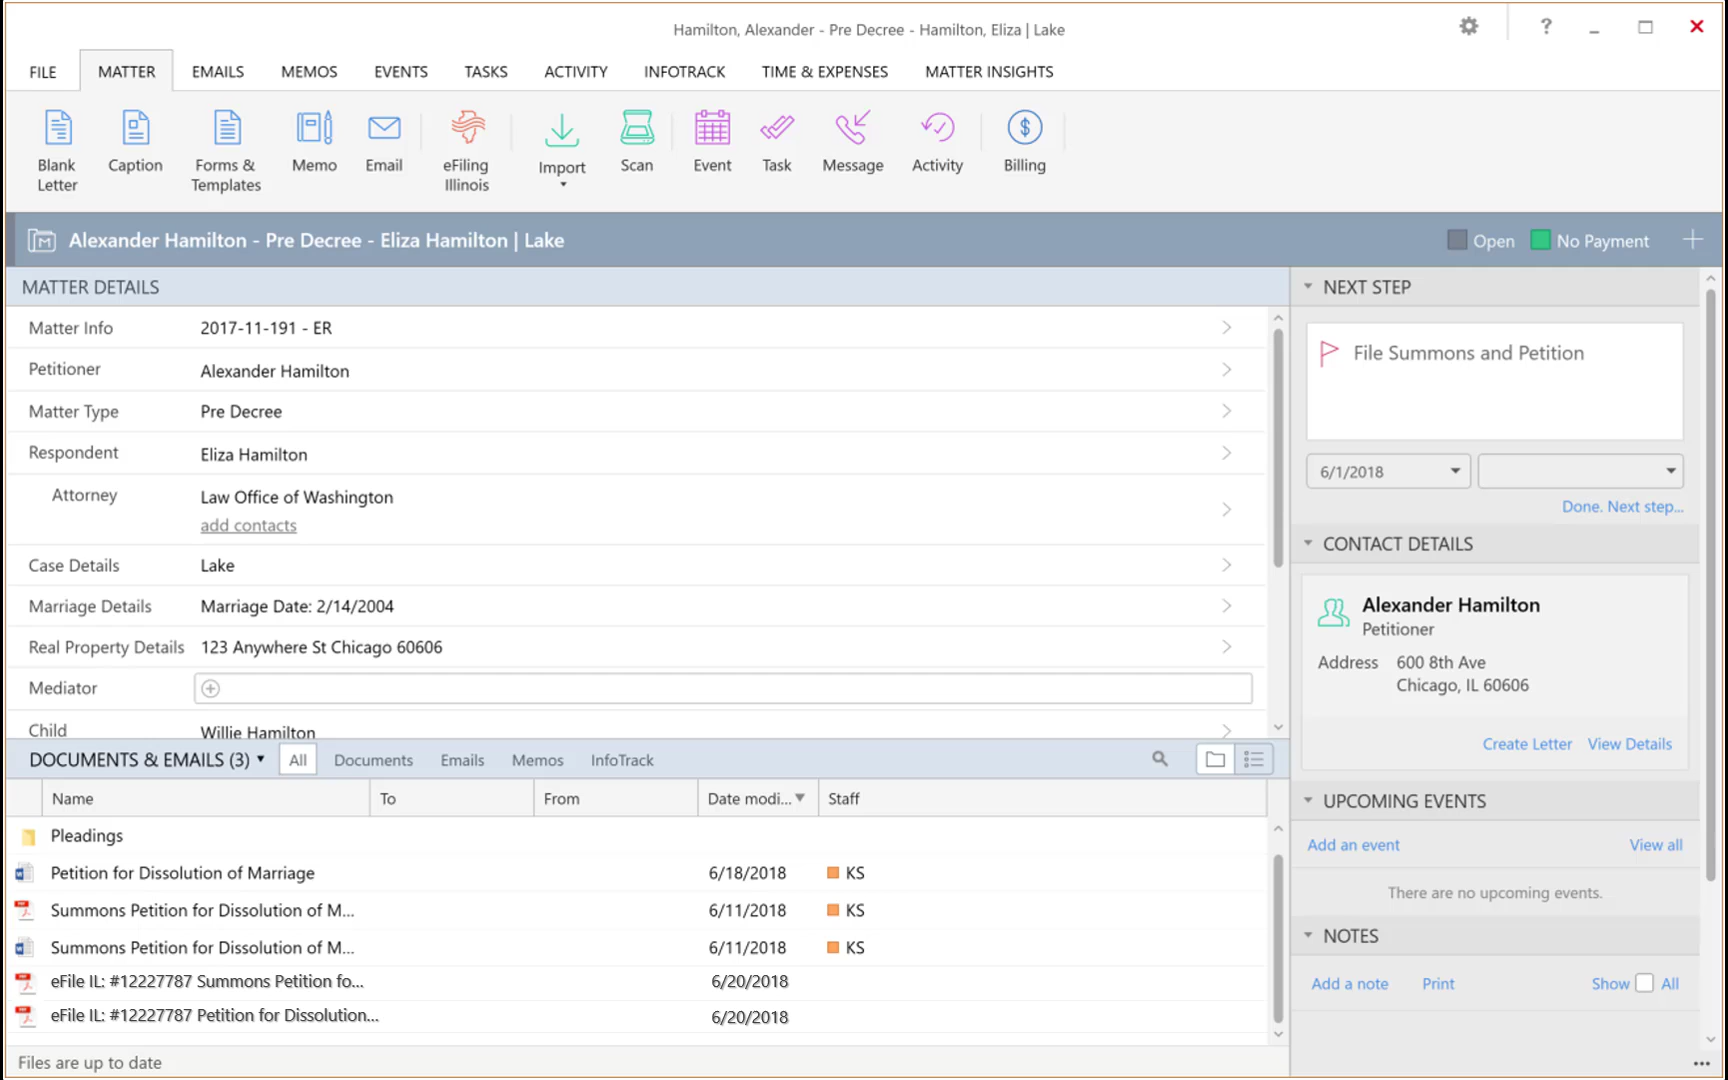 Hamilton, Alexander - Pre Decree - Hamilton, Eliza | Lake
?
FILE MATTER EMAILS MEMOS EVENTS TASKS ACTIVITY INFOTRACK TIME & EXPENSES MATTER INSIGHTS
Blank Letter
Caption
Forms & Templates
Memo
Email
eFiling Illinois
Import
Scan
Event
Task
Message
Activity
Billing
Alexander Hamilton - Pre Decree - Eliza Hamilton | Lake
Open
No Payment
MATTER DETAILS
Matter Info 2017-11-191 - ER
Petitioner Alexander Hamilton
Matter Type Pre Decree
Respondent Eliza Hamilton
Attorney Law Office of Washington
add contacts
Case Details Lake
Marriage Details Marriage Date: 2/14/2004
Real Property Details 123 Anywhere St Chicago 60606
Mediator
Child Willie Hamilton
DOCUMENTS & EMAILS (3) All Documents Emails Memos InfoTrack
Name To From Date modi... Staff
Pleadings
Petition for Dissolution of Marriage 6/18/2018 KS
Summons Petition for Dissolution of M... 6/11/2018 KS
Summons Petition for Dissolution of M... 6/11/2018 KS
eFile IL: #12227787 Summons Petition fo... 6/20/2018
eFile IL: #12227787 Petition for Dissolution... 6/20/2018
Files are up to date
NEXT STEP
File Summons and Petition
6/1/2018
Done. Next step...
CONTACT DETAILS
Alexander Hamilton
Petitioner
Address 600 8th Ave
Chicago, IL 60606
Create Letter View Details
UPCOMING EVENTS
Add an event View all
There are no upcoming events.
NOTES
Add a note Print Show All